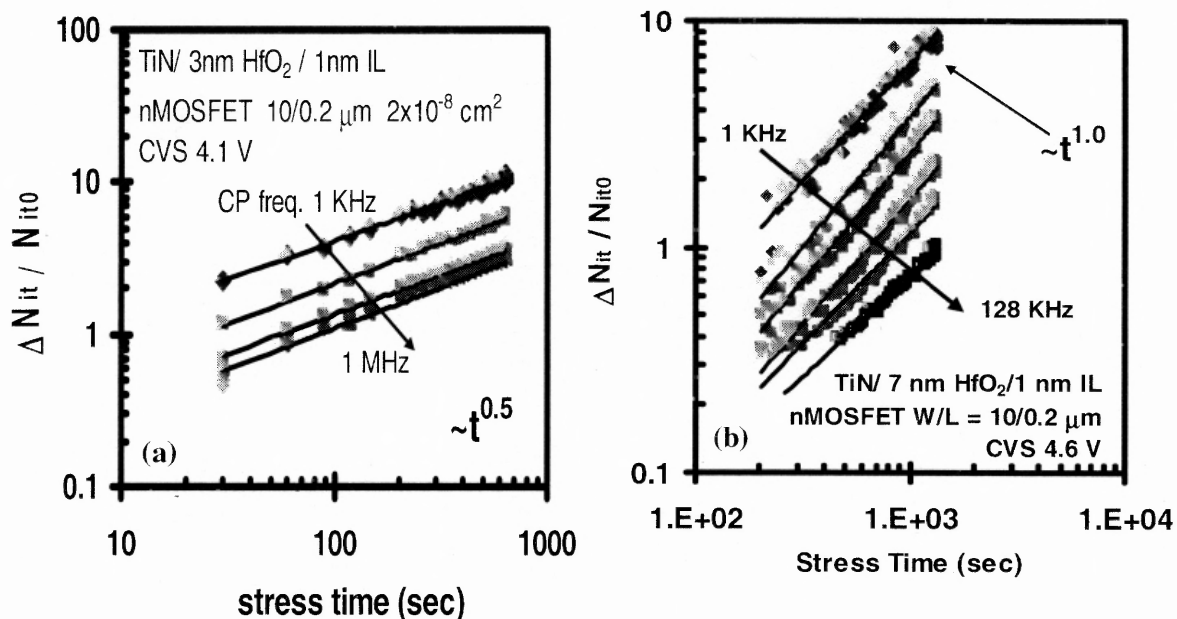 100
10
1
0.1
10
100
1000
Δ Nit / Nit0
stress time (sec)
TiN/ 3nm HfO2 / 1nm IL
nMOSFET 10/0.2 μm 2x10-8 cm2
CVS 4.1 V
CP freq. 1 KHz
1 MHz
~t0.5
(a)
10
1
0.1
1.E+02
1.E+03
1.E+04
Δ Nit / Nit0
Stress Time (sec)
1 KHz
~t1.0
128 KHz
TiN/ 7 nm HfO2/1 nm IL
nMOSFET W/L = 10/0.2 μm
CVS 4.6 V
(b)